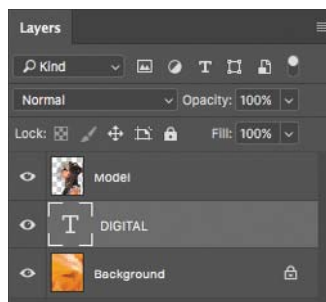 Layers
Kind
Normal Opacity: 100%
Lock: Fill: 100%
Model
T DIGITAL
Background